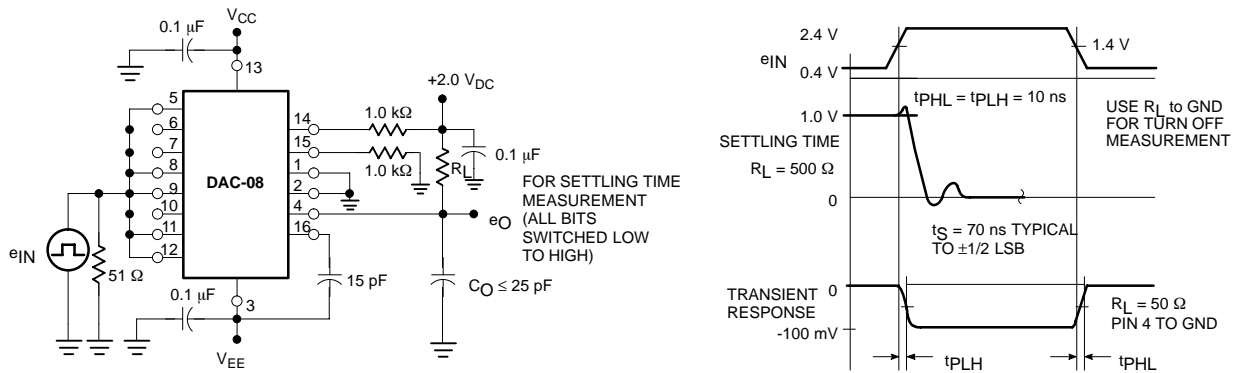 0.1 μF
VCC
13
+2.0 VDC
5
6
7
8
9
10
11
12
DAC-08
14
15
1
2
4
16
3
1.0 kΩ
1.0 kΩ
RL
0.1 μF
eO
FOR SETTLING TIME
MEASUREMENT
(ALL BITS
SWITCHED LOW
TO HIGH)
eIN
51 Ω
0.1 μF
15 pF
CO ≤ 25 pF
VEE
2.4 V
eIN
0.4 V
1.4 V
tPHL = tPLH = 10 ns
1.0 V
SETTLING TIME
RL = 500 Ω
0
USE RL to GND
FOR TURN OFF
MEASUREMENT
tS = 70 ns TYPICAL
TO ±1/2 LSB
0
TRANSIENT
RESPONSE
-100 mV
RL = 50 Ω
PIN 4 TO GND
tPLH
tPHL